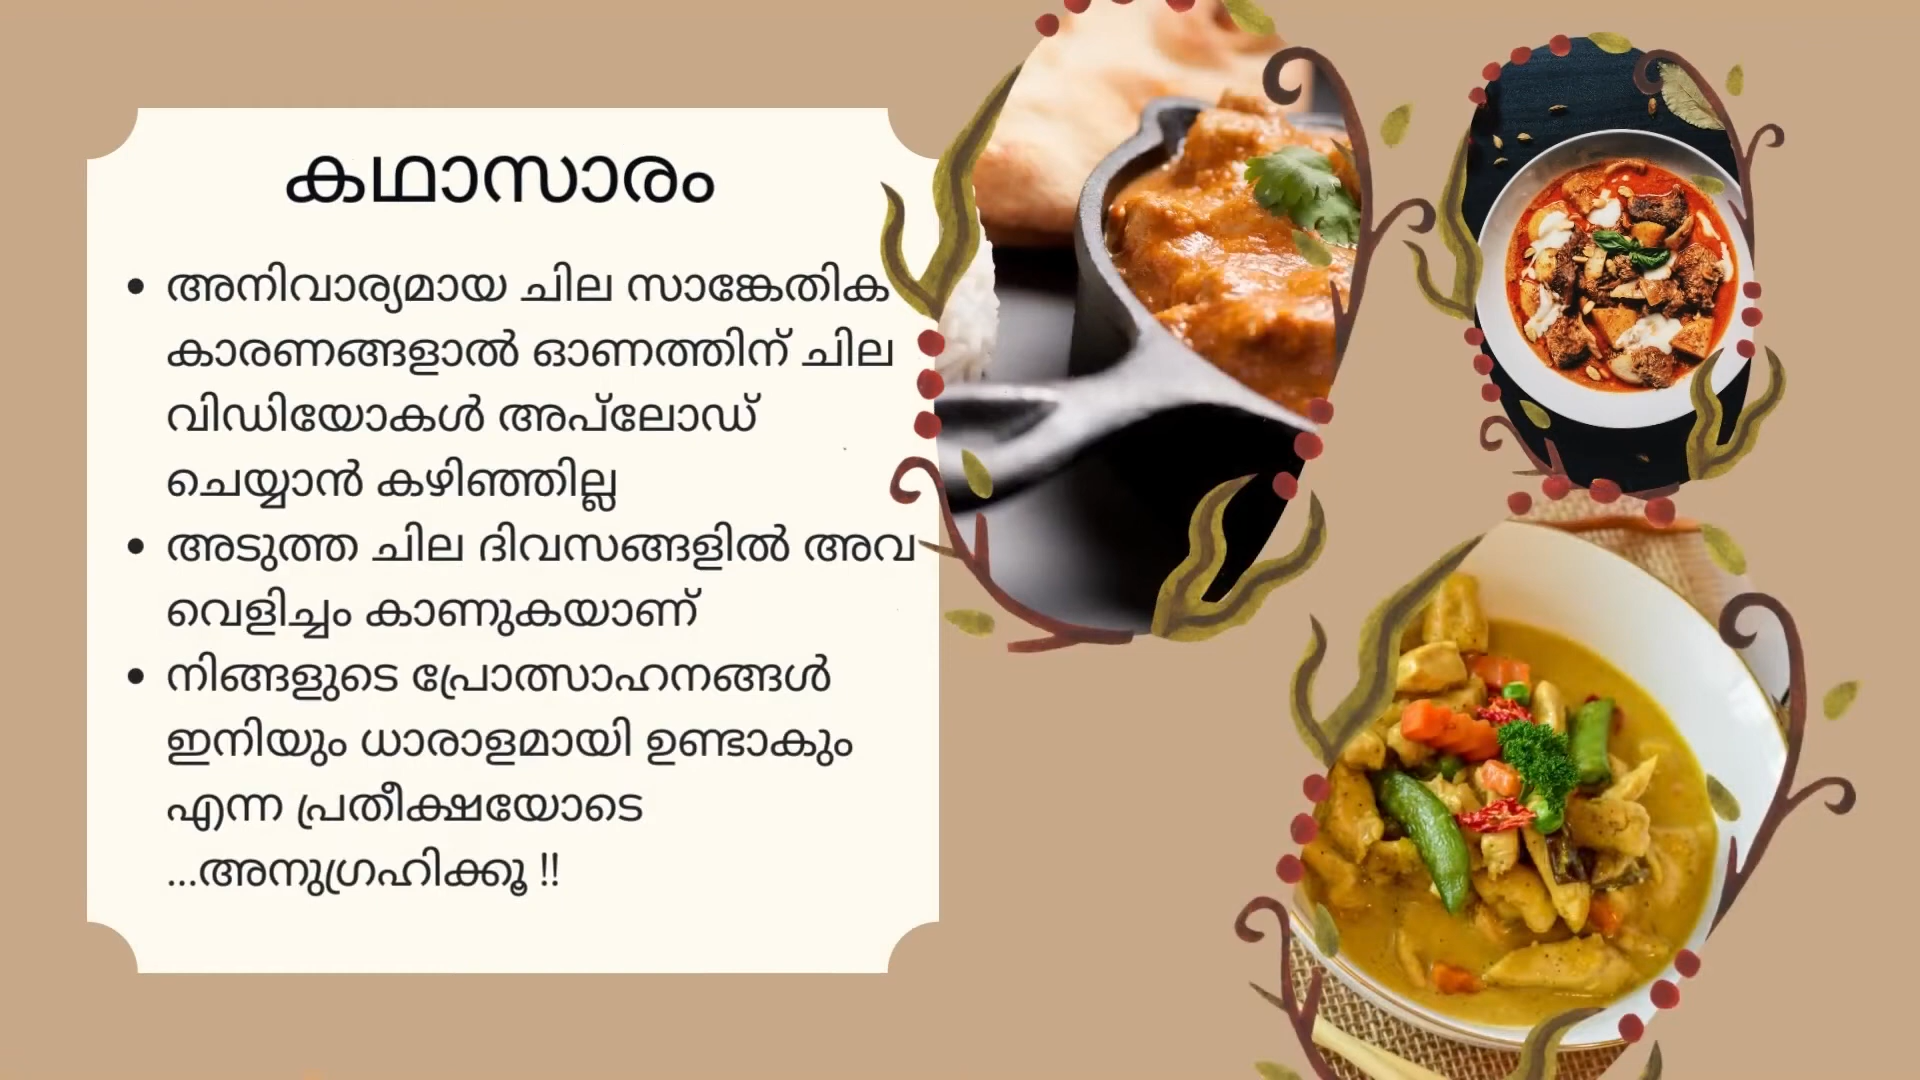 കഥാസാരം
• അനിവാര്യമായ ചില സാങ്കേതിക
കാരണങ്ങളാൽ ഓണത്തിന് ചില
വിഡിയോകൾ അപ്‌ലോഡ്
ചെയ്യാൻ കഴിഞ്ഞില്ല
• അടുത്ത ചില ദിവസങ്ങളിൽ അവ
വെളിച്ചം കാണുകയാണ്
• നിങ്ങളുടെ പ്രോത്സാഹനങ്ങൾ
ഇനിയും ധാരാളമായി ഉണ്ടാകും
എന്ന പ്രതീക്ഷയോടെ
...അനുഗ്രഹിക്കൂ !!